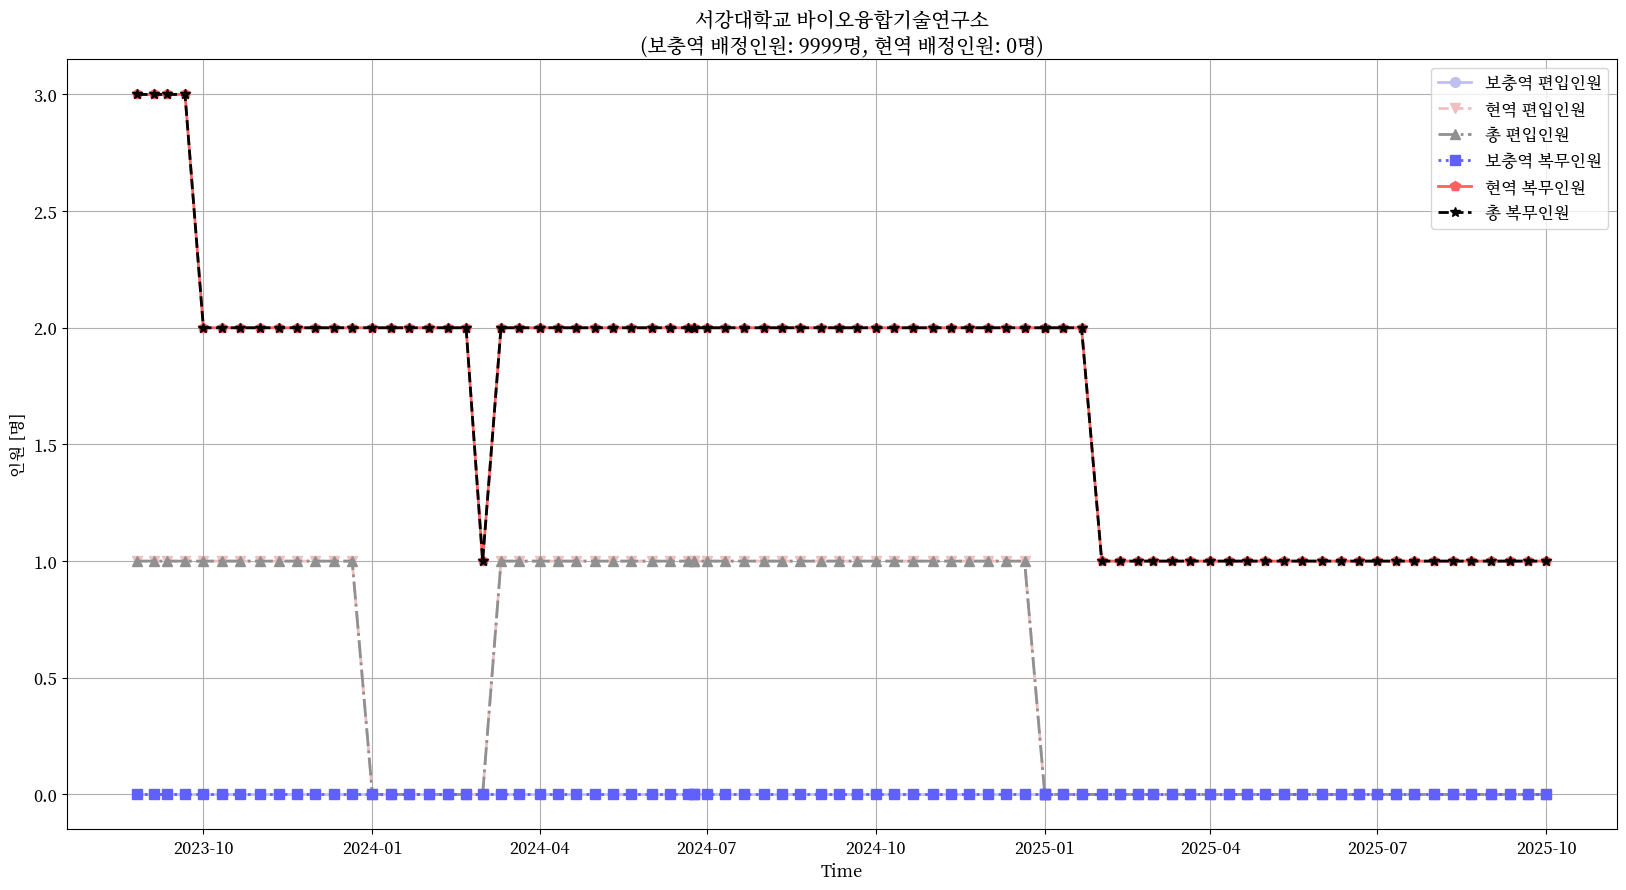 서강대학교 바이오융합기술연구소
(보충역 배정인원: 9999명, 현역 배정인원: 0명)
보충역 편입인원
현역 편입인원
총 편입인원
보충역 복무인원
현역 복무인원
총 복무인원
인원 [명]
3.0
2.5
2.0
1.5
1.0
0.5
0.0
2023-10
2024-01
2024-04
2024-07
2024-10
2025-01
2025-04
2025-07
2025-10
Time